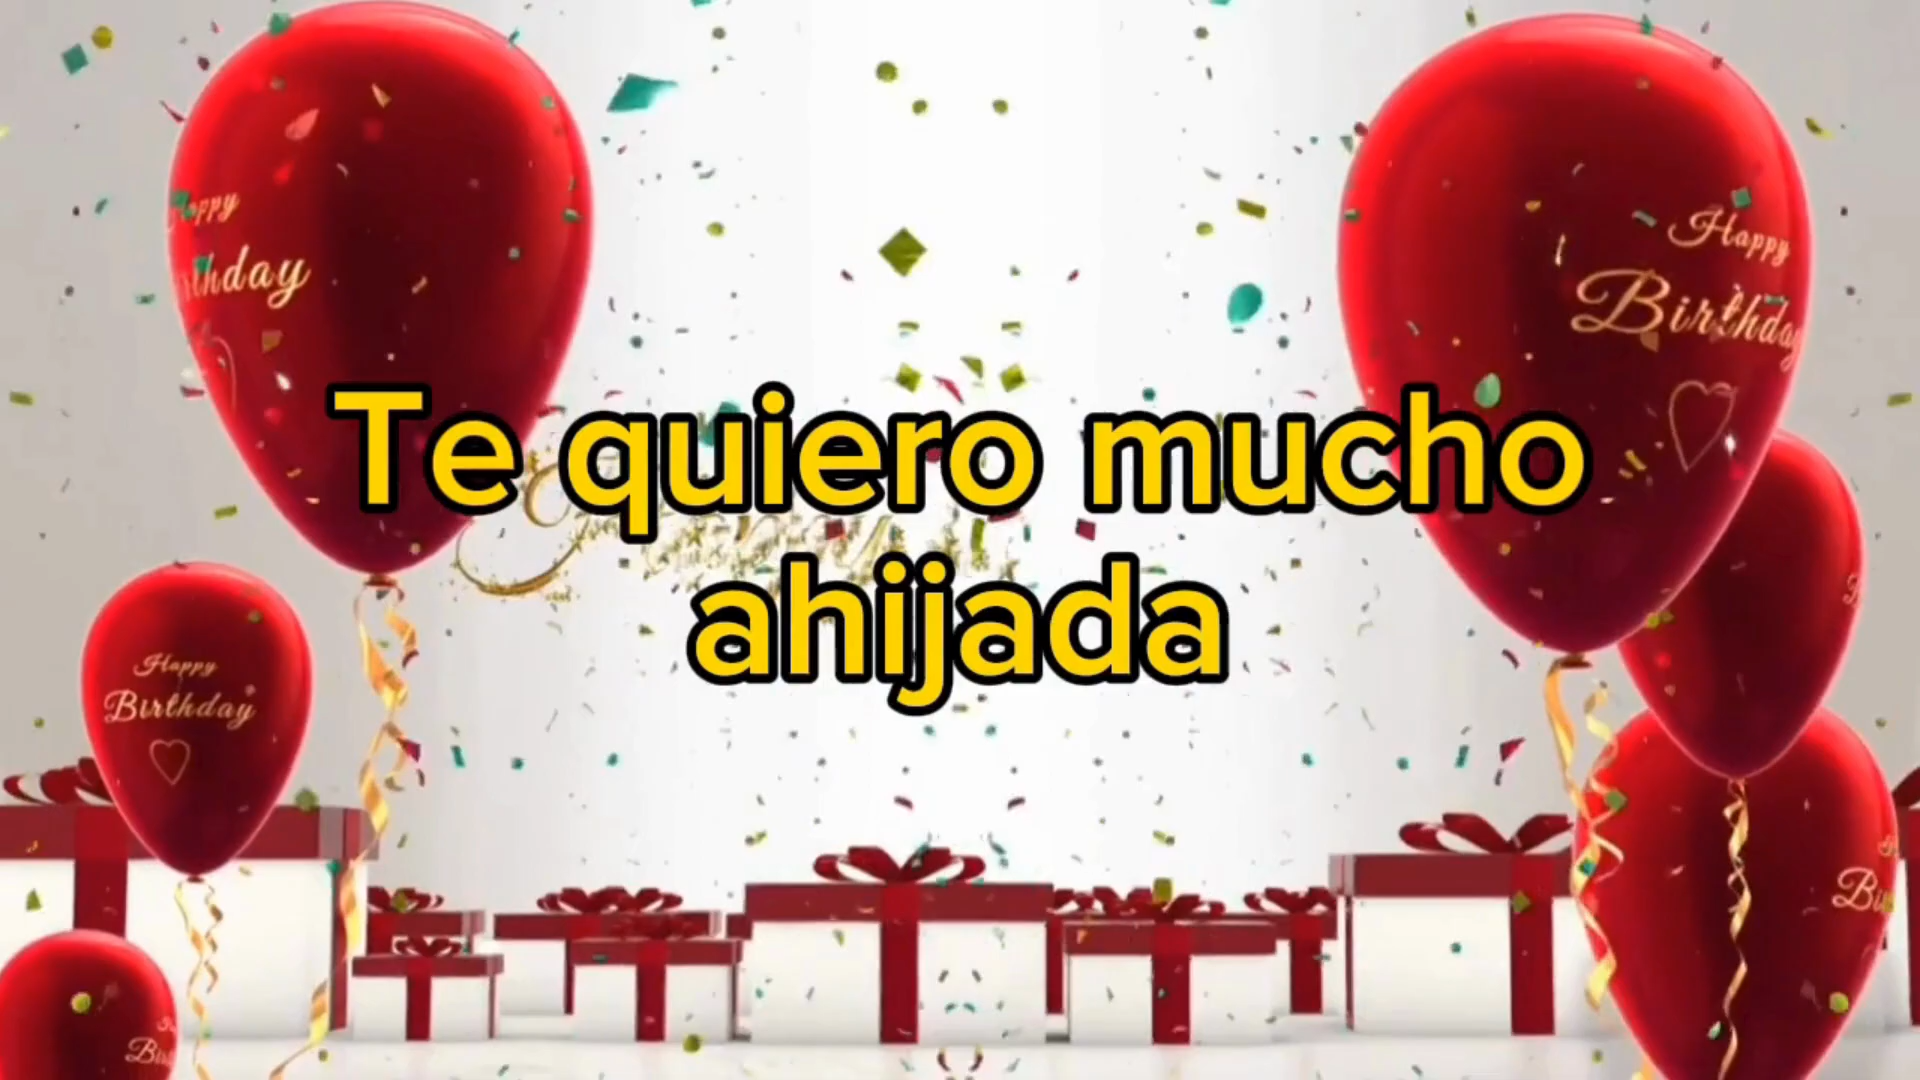 Te quiero mucho
ahijada
Happy
Birthday
Happy
Birthday